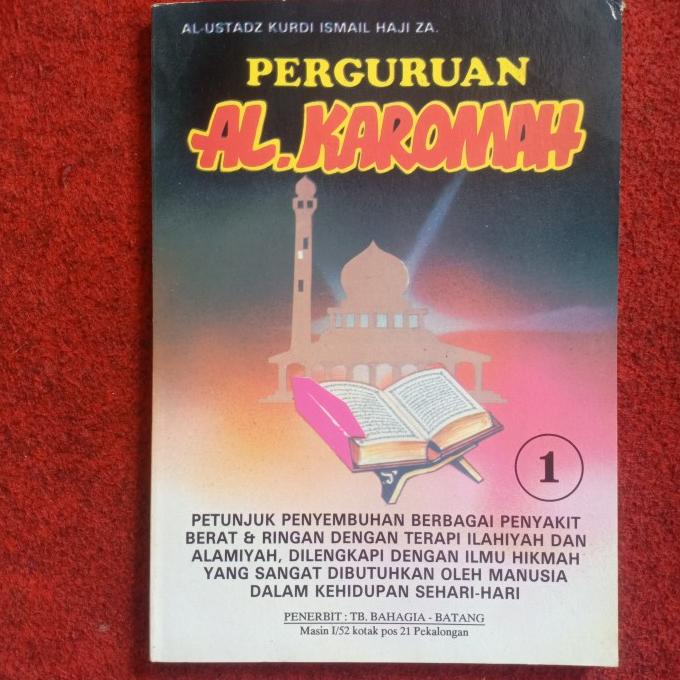 AL-USTADZ KURDI ISMAIL HAJI ZA.
PERGURUAN
AL.KAROMAH
1
PETUNJUK PENYEMBUHAN BERBAGAI PENYAKIT
BERAT & RINGAN DENGAN TERAPI ILAHIYAH DAN
ALAMIYAH, DILENGKAPI DENGAN ILMU HIKMAH
YANG SANGAT DIBUTUHKAN OLEH MANUSIA
DALAM KEHIDUPAN SEHARI-HARI
PENERBIT : TB. BAHAGIA - BATANG
Masin I/52 kotak pos 21 Pekalongan